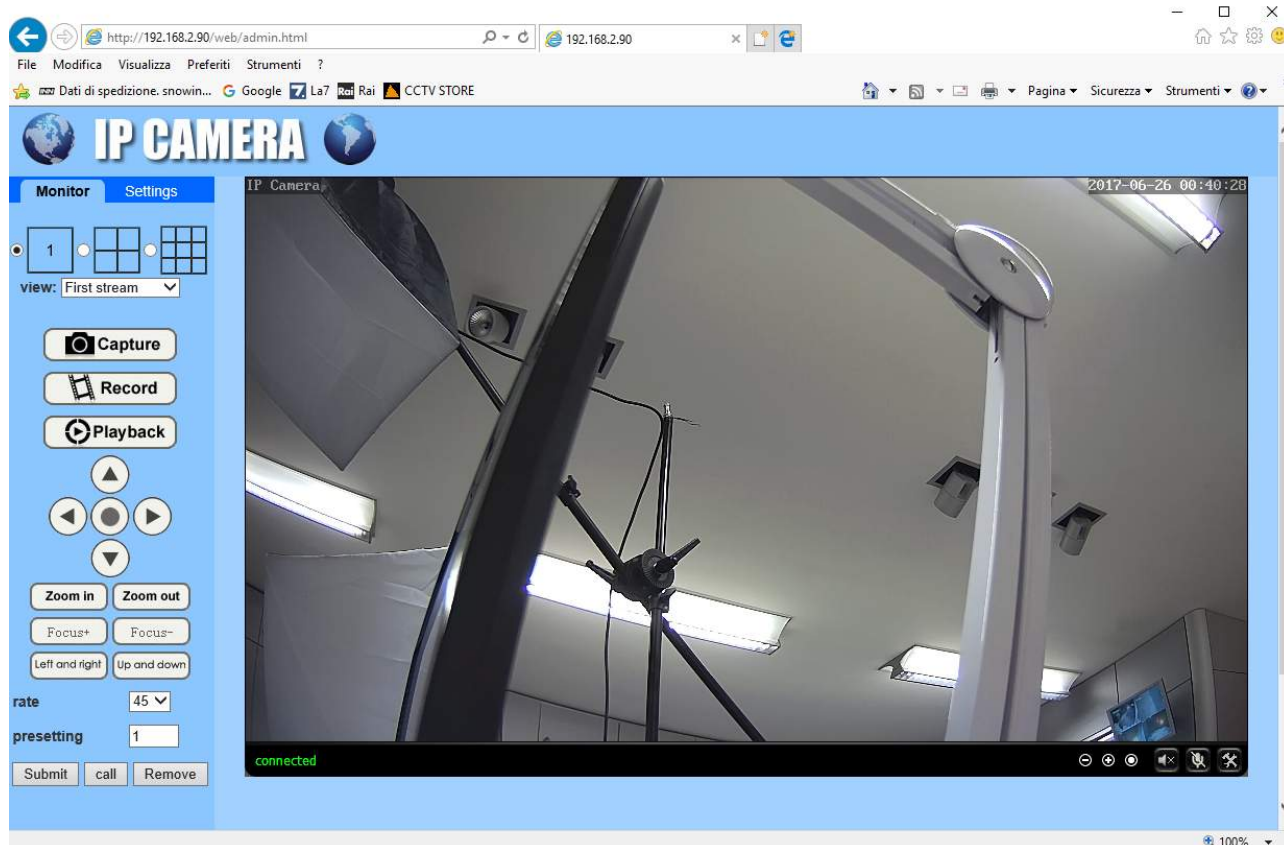 http://192.168.2.90/web/admin.html
192.168.2.90
File Modifica Visualizza Preferiti Strumenti ?
Dati di spedizione. snowin... Google La7 Rai Rai CCTV STORE
Pagina Sicurezza Strumenti
IP CAMERA
Monitor Settings
IP Camera
2017-06-26 00:40:28
1
view: First stream
Capture
Record
Playback
Zoom in Zoom out
Focus+ Focus-
Left and right Up and down
rate 45
presetting 1
Submit call Remove
connected
100%